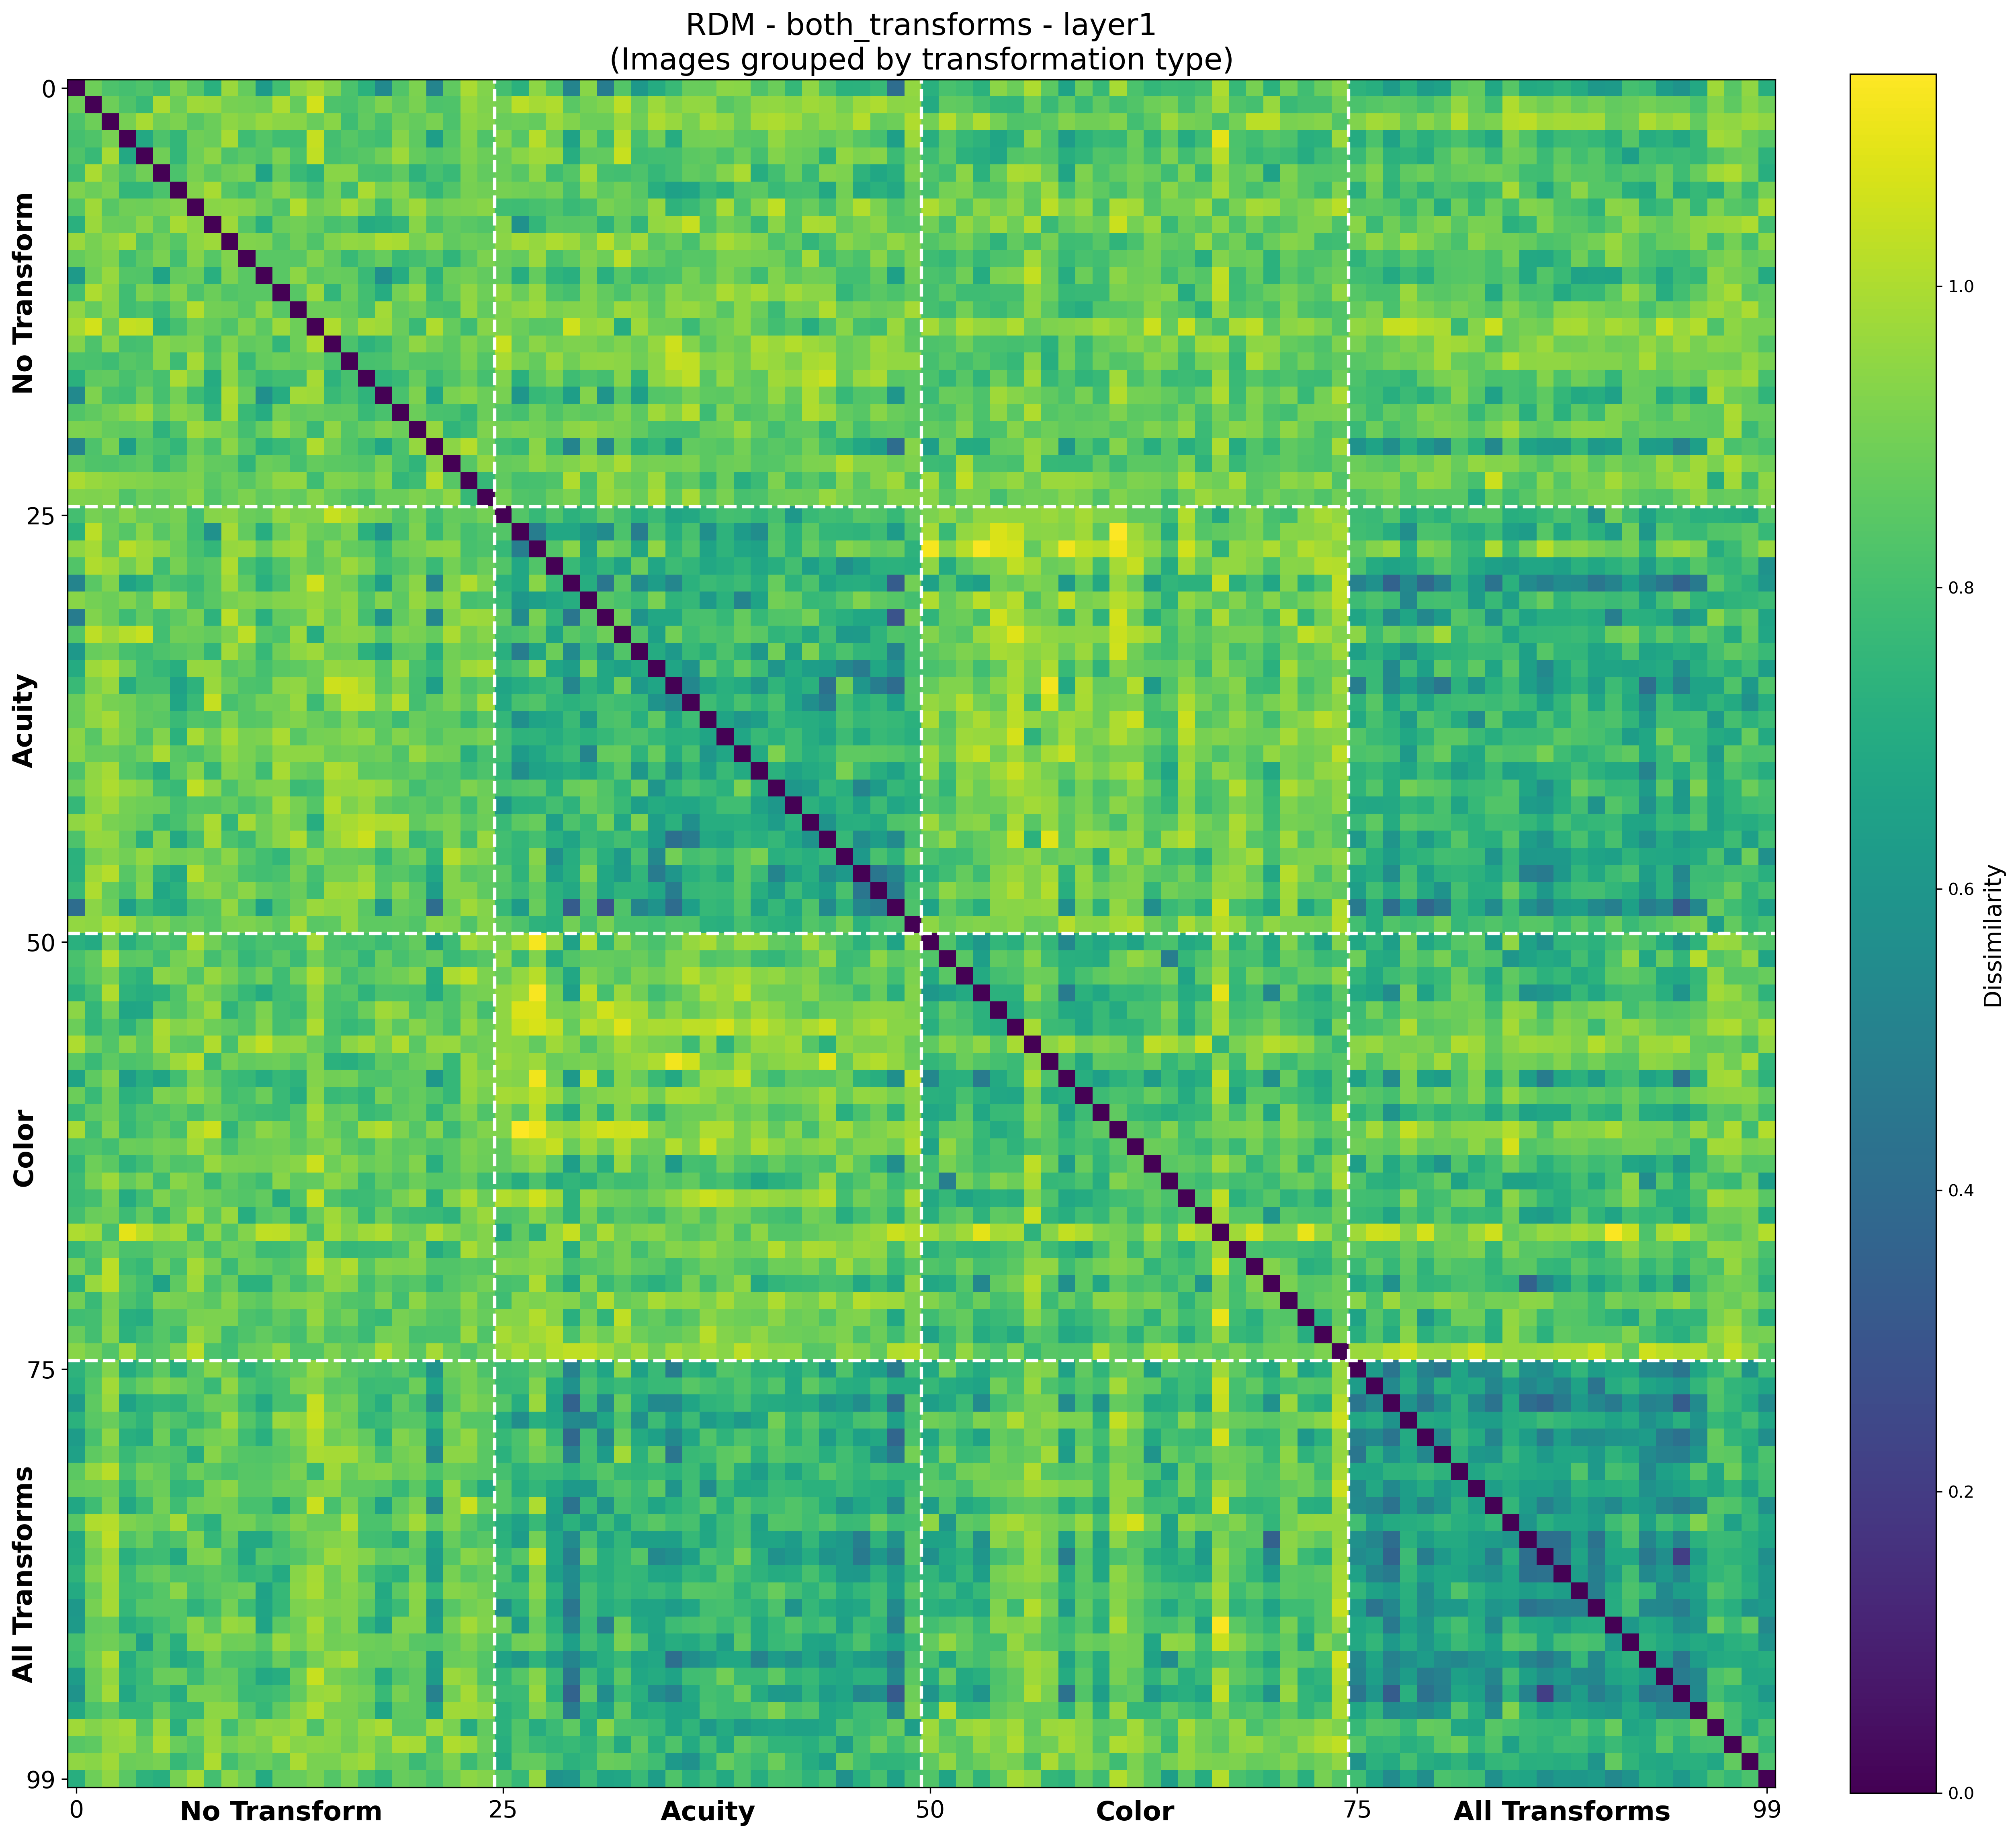 RDM - both_transforms - layer1
(Images grouped by transformation type)
0
25
50
75
99
No Transform
Acuity
Color
All Transforms
0
25
50
75
99
No Transform
Acuity
Color
All Transforms
1.0
0.8
0.6
0.4
0.2
0.0
Dissimilarity